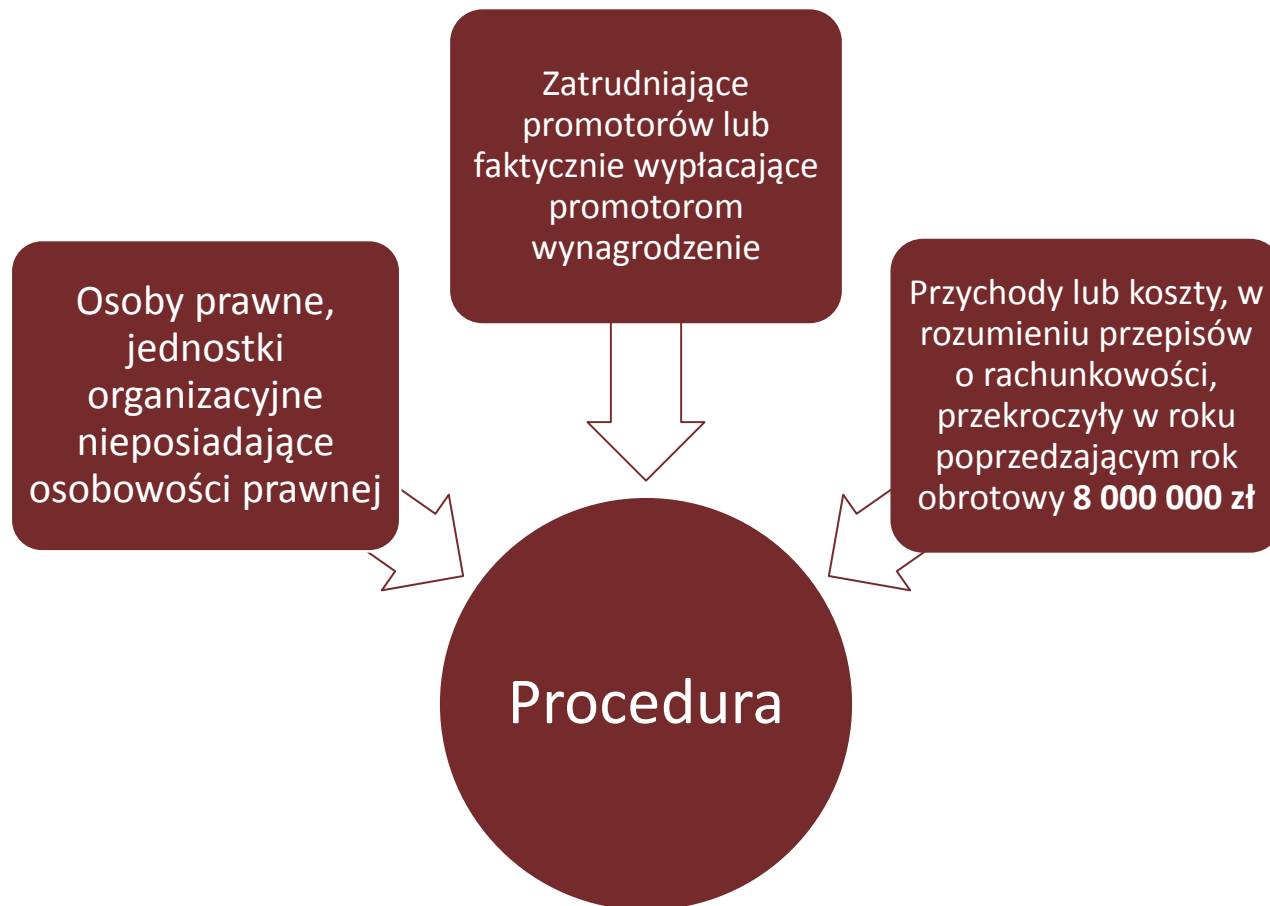 Zatrudniające
promotorów lub
faktycznie wypłacające
promotorom
wynagrodzenie
Osoby prawne,
jednostki
organizacyjne
nieposiadające
osobowości prawnej
Przychody lub koszty, w
rozumieniu przepisów
o rachunkowości,
przekroczyły w roku
poprzedzającym rok
obrotowy 8 000 000 zł
Procedura